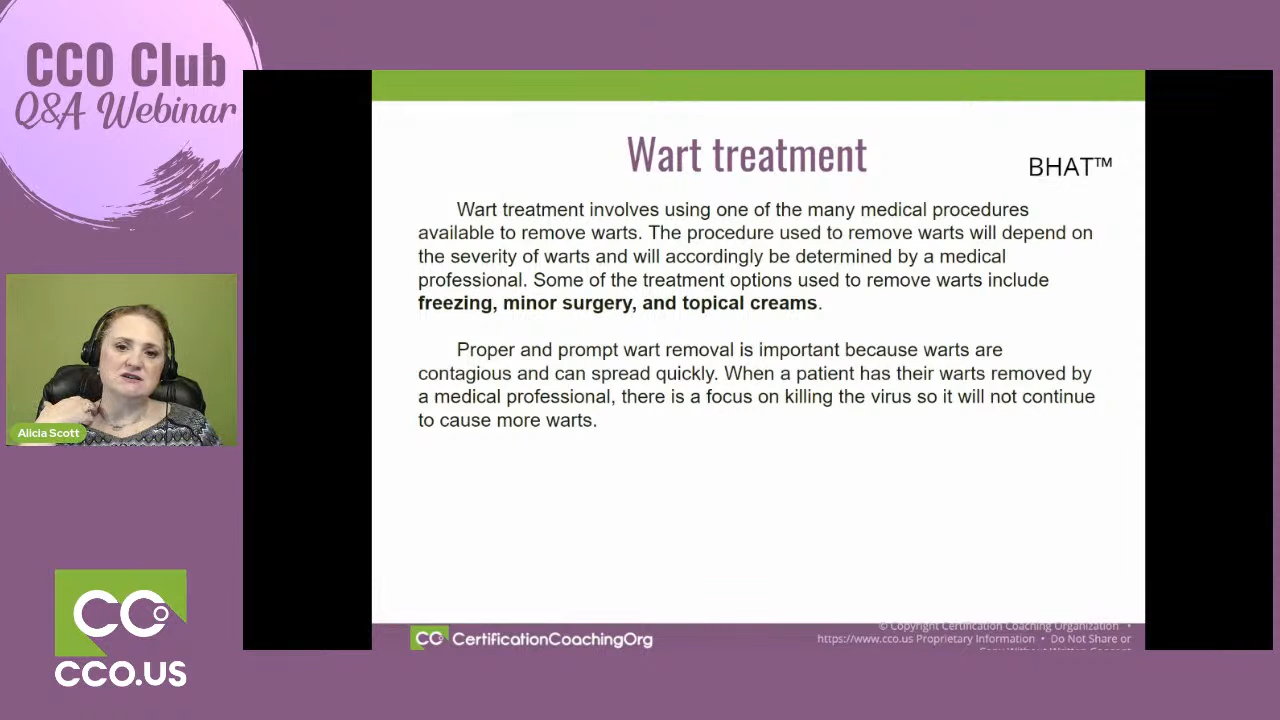 CCO Club
Q&A Webinar
Wart treatment
BHAT™
Wart treatment involves using one of the many medical procedures
available to remove warts. The procedure used to remove warts will depend on
the severity of warts and will accordingly be determined by a medical
professional. Some of the treatment options used to remove warts include
freezing, minor surgery, and topical creams.
Proper and prompt wart removal is important because warts are
contagious and can spread quickly. When a patient has their warts removed by
a medical professional, there is a focus on killing the virus so it will not continue
to cause more warts.
Alicia Scott
CCO
CCO.US
CCO CertificationCoachingOrg
© Copyright Certification Coaching Organization •
https://www.cco.us Proprietary Information • Do Not Share or